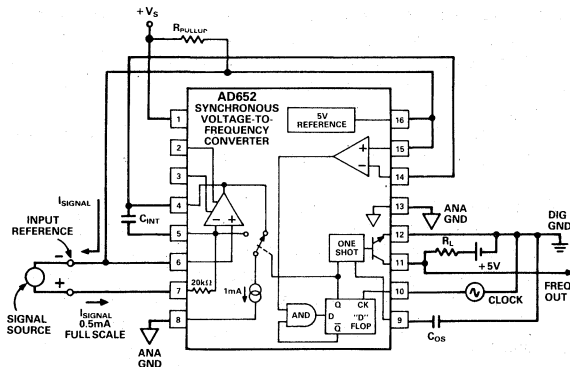 +VS
RPULLUP
AD652
SYNCHRONOUS
VOLTAGE-TO-
FREQUENCY
CONVERTER
5V
REFERENCE
1
2
3
4
5
6
7
8
16
15
14
13
12
11
10
9
+
−
ISIGNAL
CINT
INPUT
REFERENCE
−
+
SIGNAL
SOURCE
ISIGNAL
0.5mA
FULL SCALE
ANA
GND
− +
20kΩ
1mA
AND
ONE
SHOT
Q CK
D "D"
Q̅ FLOP
ANA
GND
DIG
GND
RL
+5V
FREQ
OUT
CLOCK
COS